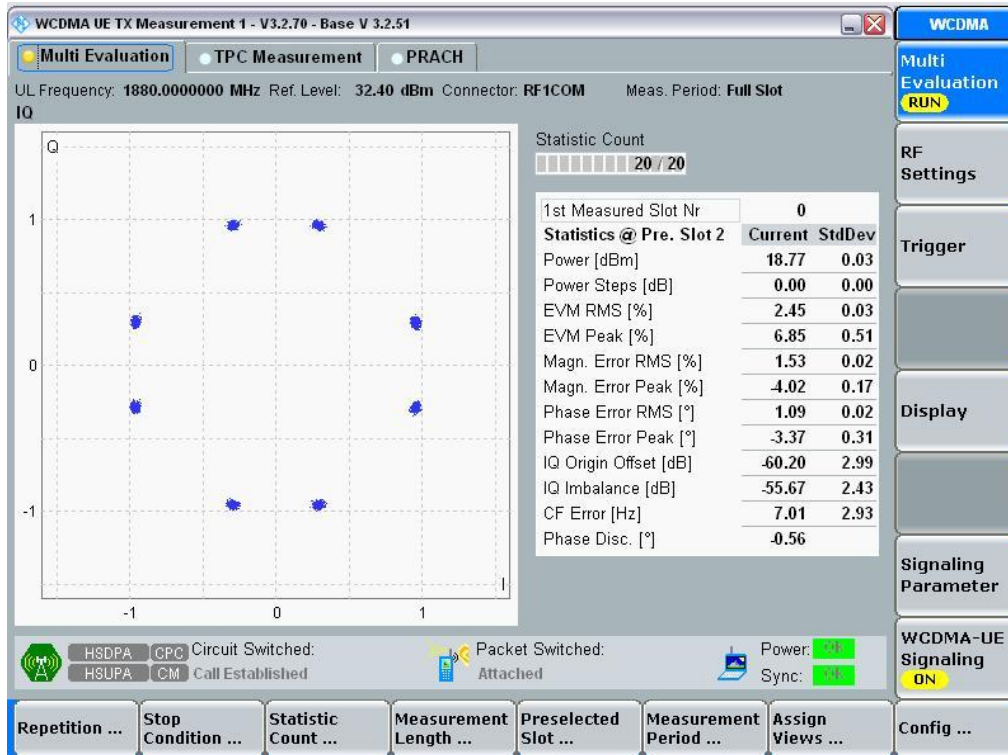 WCDMA UE TX Measurement 1 - V3.2.70 - Base V 3.2.51
WCDMA
Multi Evaluation
TPC Measurement
PRACH
UL Frequency: 1880.0000000 MHz Ref. Level: 32.40 dBm Connector: RF1COM Meas. Period: Full Slot
IQ
Q
1
0
-1
-1
0
1
I
Statistic Count
20 / 20
1st Measured Slot Nr 0
Statistics @ Pre. Slot 2 Current StdDev
Power [dBm] 18.77 0.03
Power Steps [dB] 0.00 0.00
EVM RMS [%] 2.45 0.03
EVM Peak [%] 6.85 0.51
Magn. Error RMS [%] 1.53 0.02
Magn. Error Peak [%] -4.02 0.17
Phase Error RMS [°] 1.09 0.02
Phase Error Peak [°] -3.37 0.31
IQ Origin Offset [dB] -60.20 2.99
IQ Imbalance [dB] -55.67 2.43
CF Error [Hz] 7.01 2.93
Phase Disc. [°] -0.56
Multi
Evaluation
RUN
RF
Settings
Trigger
Display
Signaling
Parameter
WCDMA-UE
Signaling
ON
HSDPA CPC Circuit Switched:
HSUPA CM Call Established
Packet Switched:
Attached
Power:
Sync:
Repetition ...
Stop
Condition ...
Statistic
Count ...
Measurement
Length ...
Preselected
Slot ...
Measurement
Period ...
Assign
Views ...
Config ...